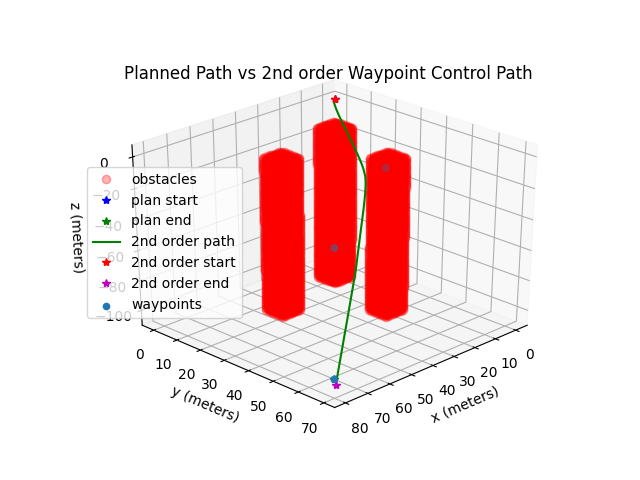 Planned Path vs 2nd order Waypoint Control Path
obstacles
plan start
plan end
2nd order path
2nd order start
2nd order end
waypoints
z (meters)
0
−20
−40
−60
−80
−100
y (meters)
0
10
20
30
40
50
60
70
x (meters)
80
70
60
50
40
30
20
10
0